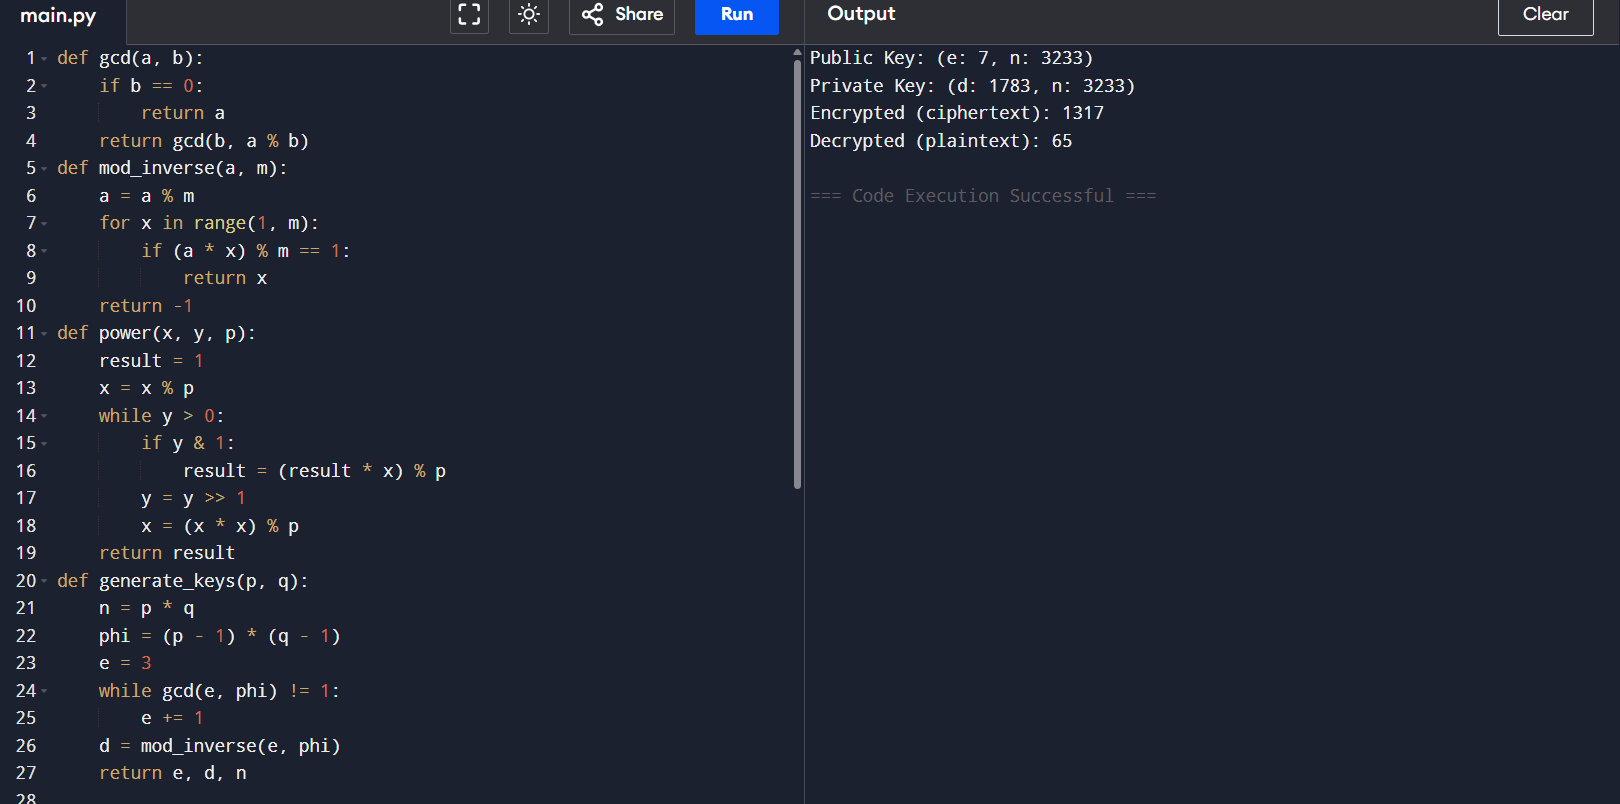 main.py
Share
Run
Output
Clear
1 def gcd(a, b):
2     if b == 0:
3         return a
4     return gcd(b, a % b)
5 def mod_inverse(a, m):
6     a = a % m
7     for x in range(1, m):
8         if (a * x) % m == 1:
9             return x
10     return -1
11 def power(x, y, p):
12     result = 1
13     x = x % p
14     while y > 0:
15         if y & 1:
16             result = (result * x) % p
17         y = y >> 1
18         x = (x * x) % p
19     return result
20 def generate_keys(p, q):
21     n = p * q
22     phi = (p - 1) * (q - 1)
23     e = 3
24     while gcd(e, phi) != 1:
25         e += 1
26     d = mod_inverse(e, phi)
27     return e, d, n
28
Public Key: (e: 7, n: 3233)
Private Key: (d: 1783, n: 3233)
Encrypted (ciphertext): 1317
Decrypted (plaintext): 65
=== Code Execution Successful ===